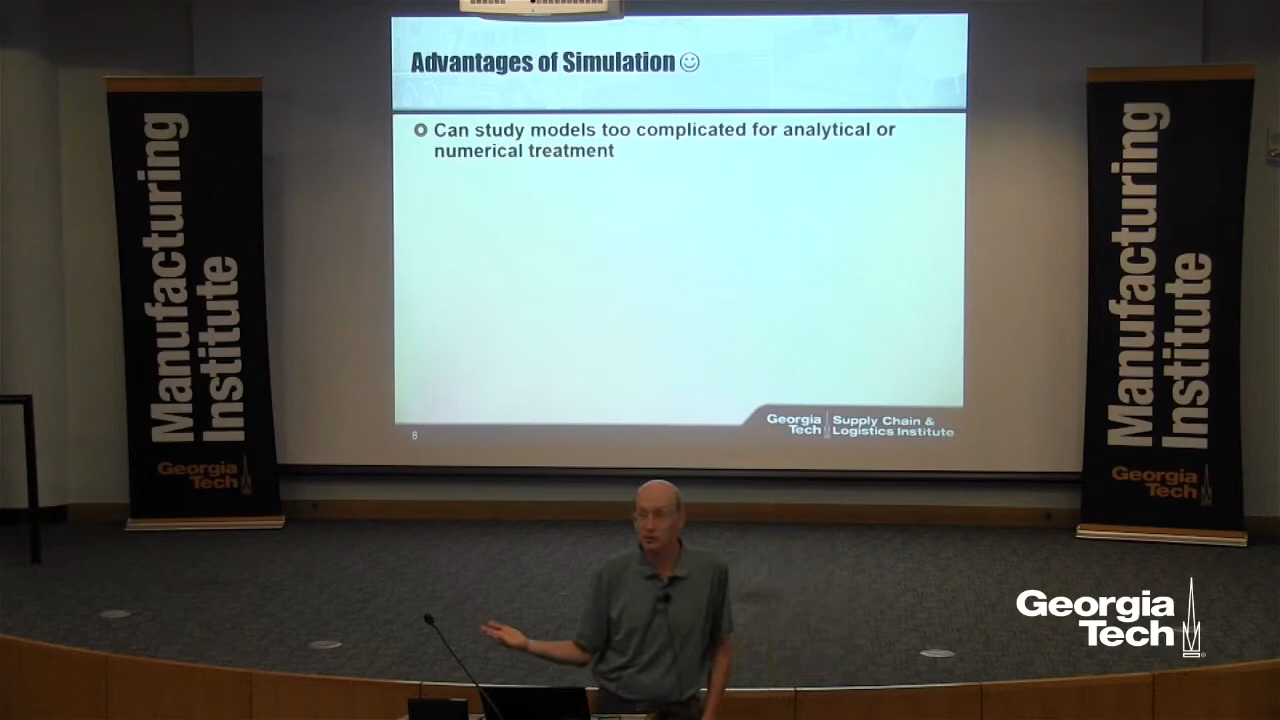 Advantages of Simulation ☺
Can study models too complicated for analytical or
numerical treatment
8
Georgia
Tech
Supply Chain &
Logistics Institute
Manufacturing
Institute
Georgia
Tech
Manufacturing
Institute
Georgia
Tech
Georgia
Tech